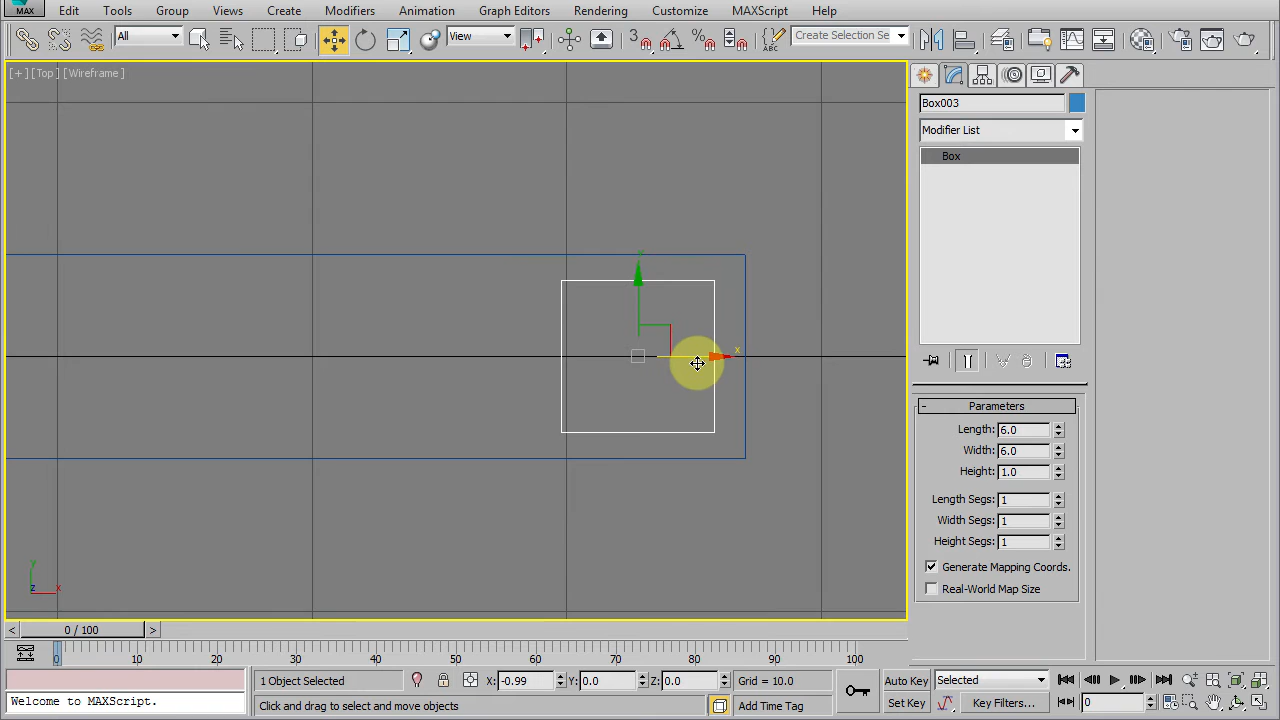 MAX Edit Tools Group Views Create Modifiers Animation Graph Editors Rendering Customize MAXScript Help
All View 3 Create Selection Se
[+][Top][Wireframe]
Box003
Modifier List
Box
x
- Parameters
Length: 6.0
Width: 6.0
Height: 1.0
Length Segs: 1
Width Segs: 1
Height Segs: 1
Generate Mapping Coords.
Real-World Map Size
y
z x
< 0 / 100 >
0 10 20 30 40 50 60 70 80 90 100
1 Object Selected X: -0.99 Y: 0.0 Z: 0.0 Grid = 10.0 Auto Key Selected
Welcome to MAXScript. Click and drag to select and move objects Add Time Tag Set Key Key Filters... 0